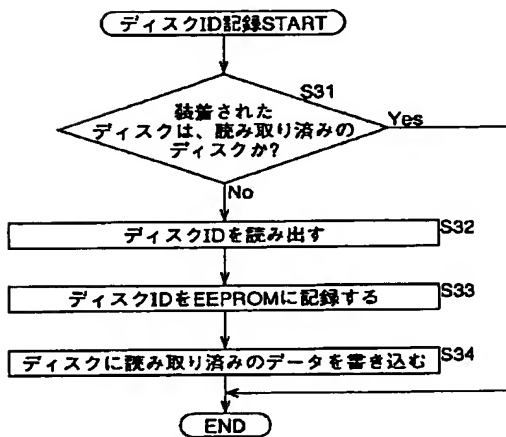 ディスクID記録START
S31
装着された
ディスクは、読み取り済みの
ディスクか?
Yes
No
ディスクIDを読み出す
S32
ディスクIDをEEPROMに記録する
S33
ディスクに読み取り済みのデータを書き込む
S34
END